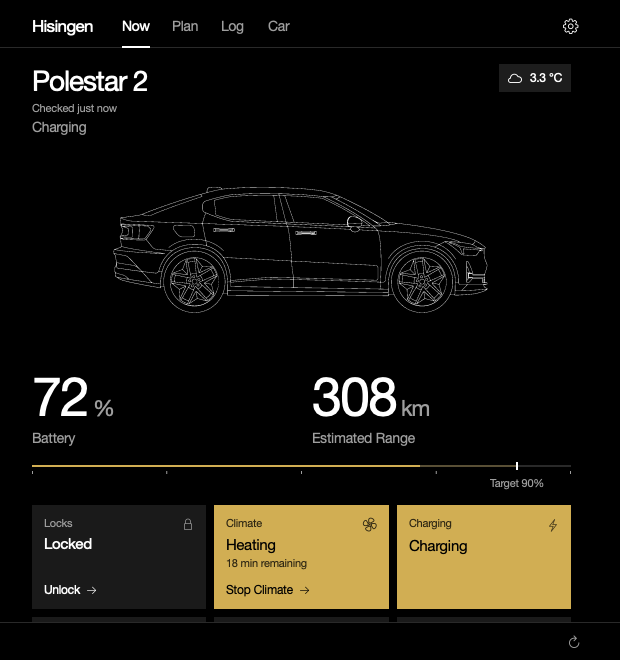 Hisingen Now Plan Log Car
Polestar 2
3.3 °C
Checked just now
Charging
72 %
308 km
Battery
Estimated Range
Target 90%
Locks
Locked
Unlock →
Climate
Heating
18 min remaining
Stop Climate →
Charging
Charging